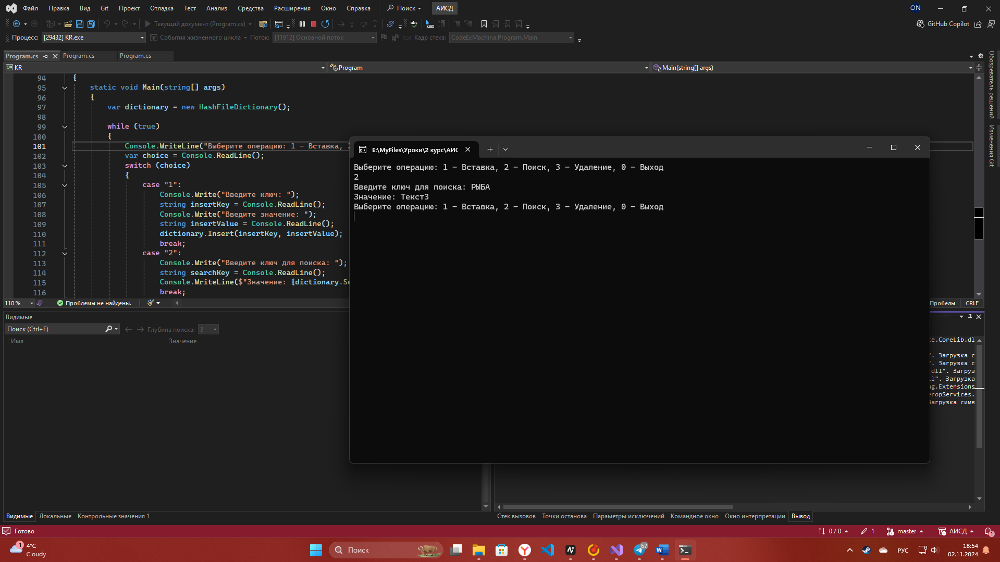 Файл Правка Вид Git Проект Отладка Тест Анализ Средства Расширения Окно Справка Поиск АИСД ON
Текущий документ (Program.cs) GitHub Copilot
Процесс: [29432] KR.exe События жизненного цикла Поток: [11912] Основной поток Кадр стека: CodeExMachina.Program.Main
Program.cs Program.cs Program.cs
KR Program Main(string[] args)
Обозреватель решений
Изменения Git
94 {
95 static void Main(string[] args)
96 {
97 var dictionary = new HashFileDictionary();
98
99 while (true)
100 {
101 Console.WriteLine("Выберите операцию: 1 - Вставка, 2
102 var choice = Console.ReadLine();
103 switch (choice)
104 {
105 case "1":
106 Console.Write("Введите ключ: ");
107 string insertKey = Console.ReadLine();
108 Console.Write("Введите значение: ");
109 string insertValue = Console.ReadLine();
110 dictionary.Insert(insertKey, insertValue);
111 break;
112 case "2":
113 Console.Write("Введите ключ для поиска: ");
114 string searchKey = Console.ReadLine();
115 Console.WriteLine($"Значение: {dictionary.Se
116 break;
110 % Проблемы не найдены. Пробелы CRLF
E:\MyFiles\Уроки\2 курс\АИС
Выберите операцию: 1 - Вставка, 2 - Поиск, 3 - Удаление, 0 - Выход
2
Введите ключ для поиска: РЫБА
Значение: Текст3
Выберите операцию: 1 - Вставка, 2 - Поиск, 3 - Удаление, 0 - Выход
Видимые
Поиск (Ctrl+E) Глубина поиска: 3
Имя Значение
te.CoreLib.dl
". Загрузка с
". Загрузка с
dll". Загруз
ll". Загрузка
ng.Extensions
eropServices.
Загрузка симв
Видимые Локальные Контрольные значения 1
Стек вызовов Точки останова Параметры исключений Командное окно Окно интерпретации Вывод
Готово 0 / 0 1 master АИСД 1
1 4°C
Cloudy
Поиск 67 РУС
18:54
02.11.2024